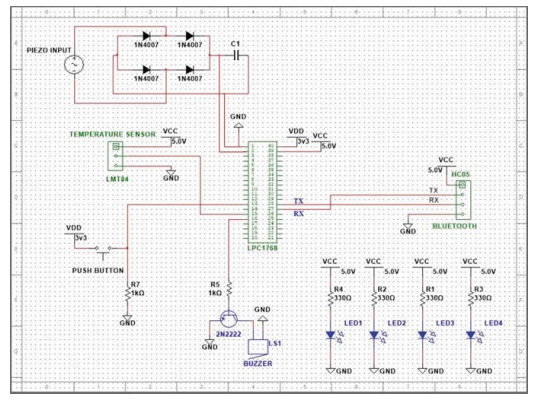 PIEZO INPUT
1N4007
1N4007
1N4007
1N4007
C1
GND
TEMPERATURE SENSOR
VCC
5.0V
LMT84
GND
VDD
3v3
VCC
5.0V
LPC1768
TX
RX
VCC
5.0V
HC05
TX
RX
BLUETOOTH
GND
VDD
3v3
PUSH BUTTON
R7
1kΩ
GND
R5
1kΩ
2N2222
GND
GND
LS1
BUZZER
VCC
5.0V
VCC
5.0V
VCC
5.0V
VCC
5.0V
R4
330Ω
R2
330Ω
R1
330Ω
R3
330Ω
LED1
LED2
LED3
LED4
GND
GND
GND
GND